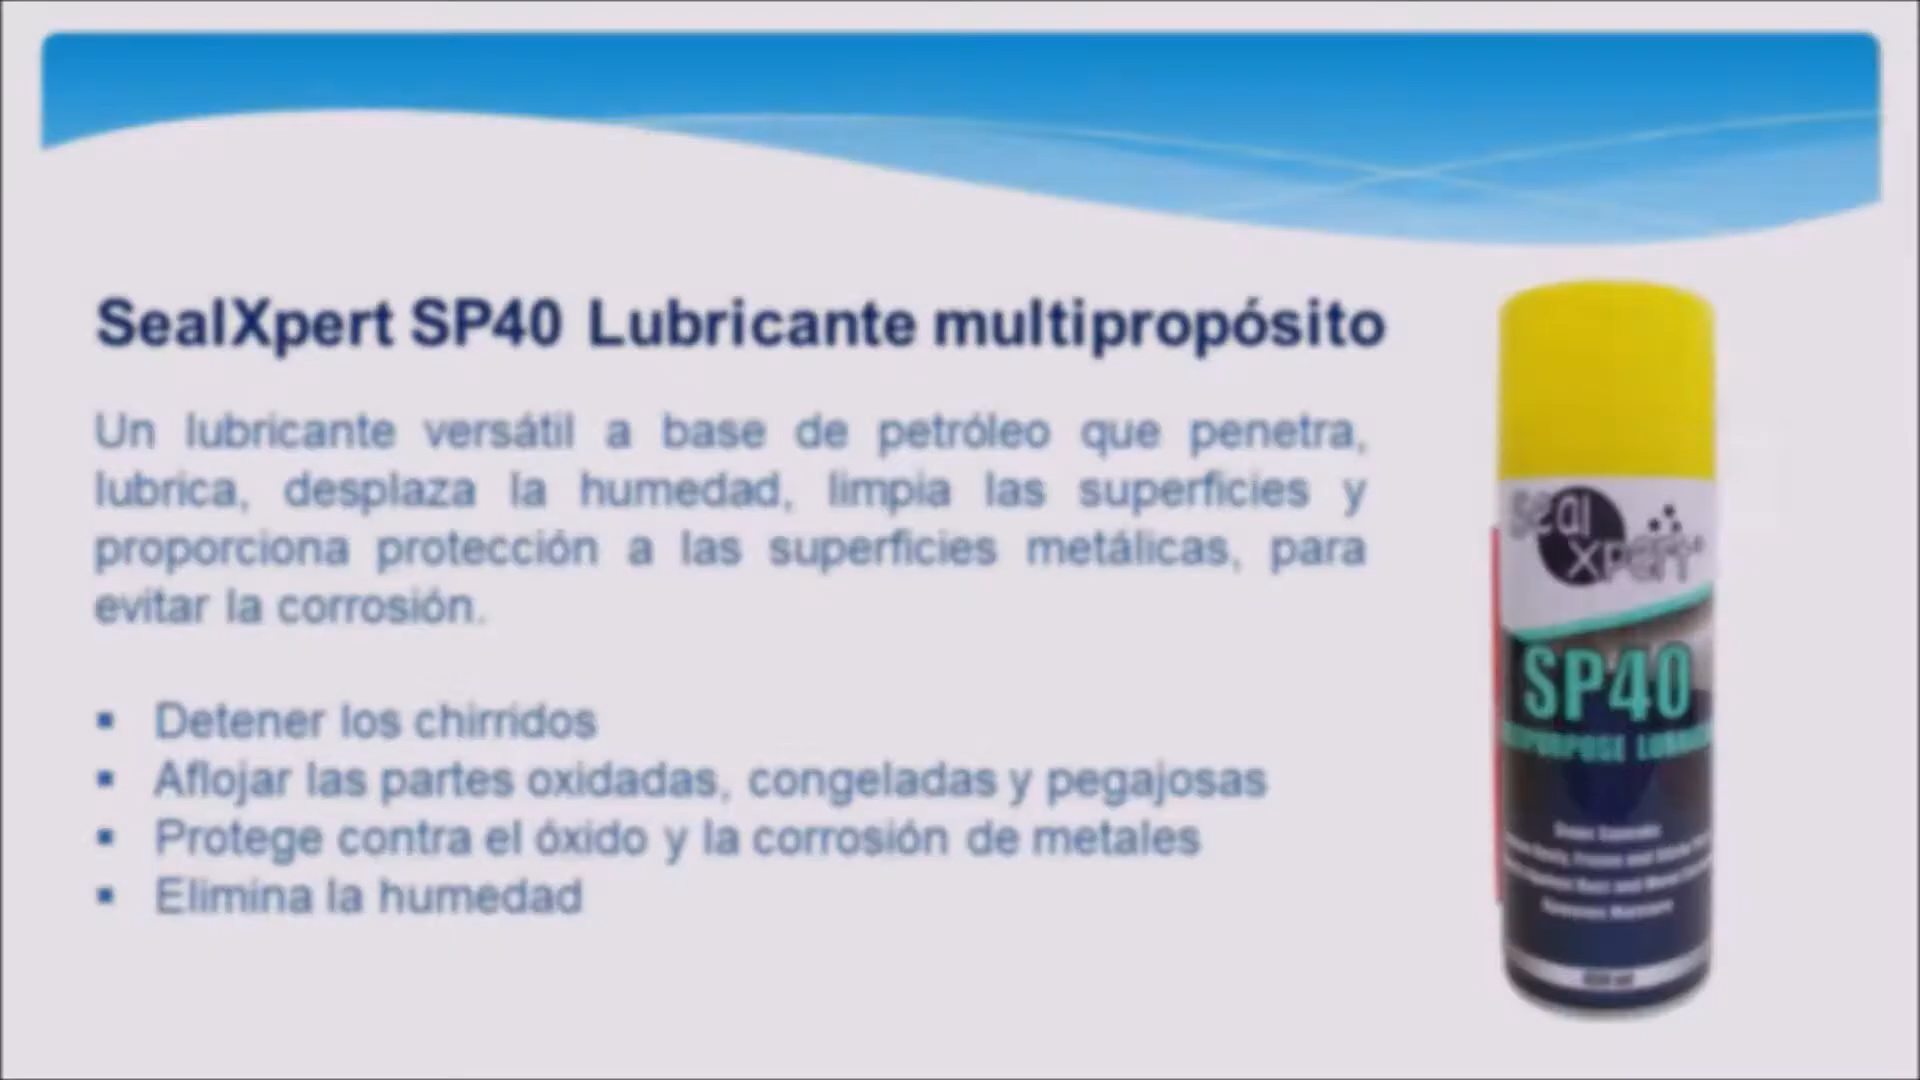 SealXpert SP40 Lubricante multipropósito
Un lubricante versátil a base de petróleo que penetra,
lubrica, desplaza la humedad, limpia las superficies y
proporciona protección a las superficies metálicas, para
evitar la corrosión.
▪ Detener los chirridos
▪ Aflojar las partes oxidadas, congeladas y pegajosas
▪ Protege contra el óxido y la corrosión de metales
▪ Elimina la humedad
seal
xpert
SP40